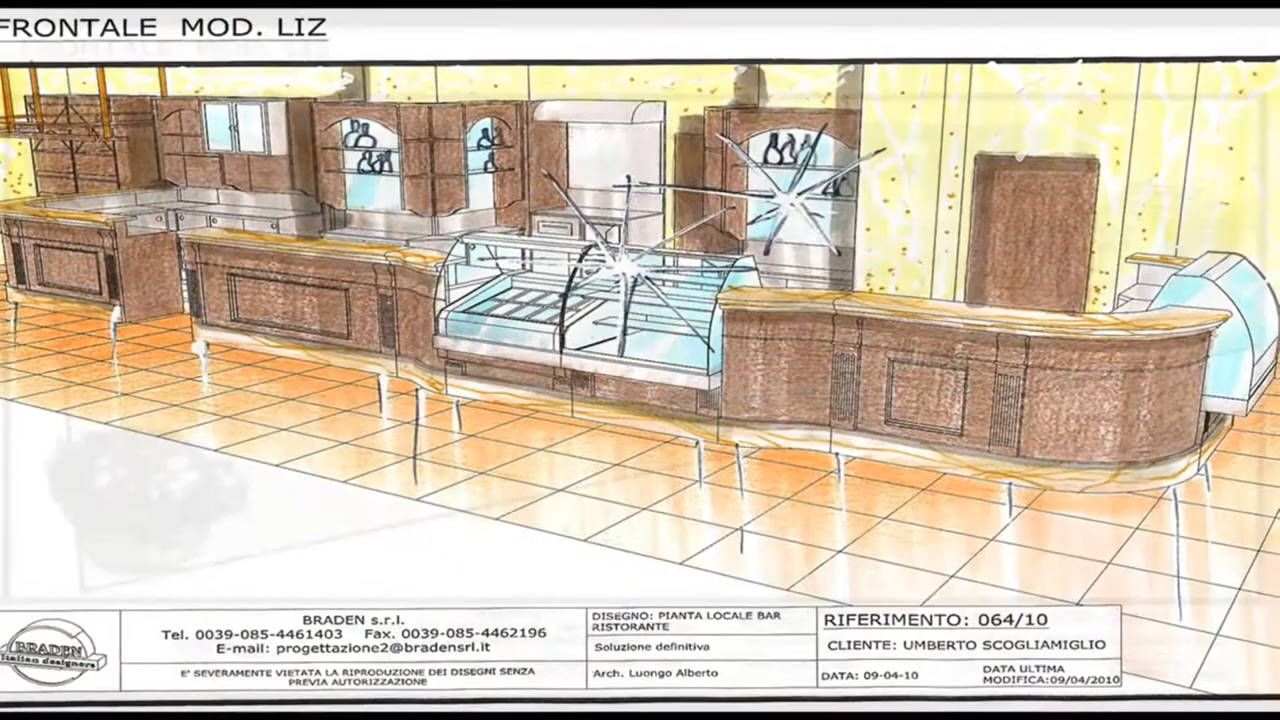 FRONTALE MOD. LIZ
BRADEN
Italian designers
BRADEN s.r.l.
Tel. 0039-085-4461403 Fax. 0039-085-4462196
E-mail: progettazione2@bradensrl.it
E' SEVERAMENTE VIETATA LA RIPRODUZIONE DEI DISEGNI SENZA
PREVIA AUTORIZZAZIONE
DISEGNO: PIANTA LOCALE BAR
RISTORANTE
Soluzione definitiva
Arch. Luongo Alberto
RIFERIMENTO: 064/10
CLIENTE: UMBERTO SCOGLIAMIGLIO
DATA: 09-04-10
DATA ULTIMA
MODIFICA:09/04/2010